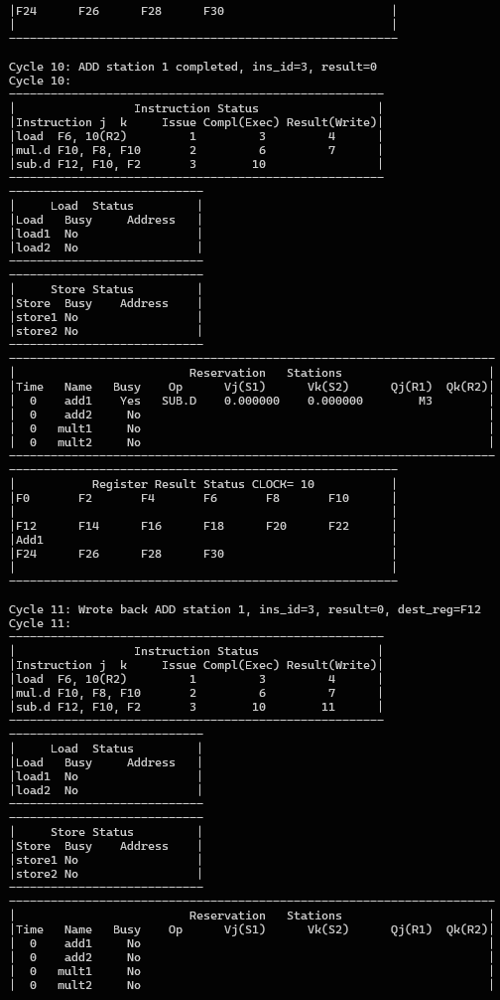 |F24      F26      F28      F30                        |
|                                                      |
--------------------------------------------------------

Cycle 10: ADD station 1 completed, ins_id=3, result=0
Cycle 10:
------------------------------------------------------
|                 Instruction Status                 |
|Instruction j  k     Issue Compl(Exec) Result(Write)|
|load  F6, 10(R2)         1         3         4      |
|mul.d F10, F8, F10       2         6         7      |
|sub.d F12, F10, F2       3        10                |
------------------------------------------------------
----------------------------
|     Load  Status         |
|Load   Busy     Address   |
|load1  No                 |
|load2  No                 |
----------------------------
----------------------------
|     Store Status         |
|Store  Busy    Address    |
|store1 No                 |
|store2 No                 |
----------------------------
----------------------------------------------------------------------
|                         Reservation   Stations                     |
|Time   Name   Busy    Op      Vj(S1)      Vk(S2)      Qj(R1)  Qk(R2)|
|  0    add1    Yes   SUB.D    0.000000    0.000000        M3        |
|  0    add2     No                                                  |
|  0   mult1     No                                                  |
|  0   mult2     No                                                  |
----------------------------------------------------------------------
--------------------------------------------------------
|           Register Result Status CLOCK= 10           |
|F0       F2       F4       F6       F8       F10      |
|                                                      |
|F12      F14      F16      F18      F20      F22      |
|Add1                                                  |
|F24      F26      F28      F30                        |
|                                                      |
--------------------------------------------------------

Cycle 11: Wrote back ADD station 1, ins_id=3, result=0, dest_reg=F12
Cycle 11:
------------------------------------------------------
|                 Instruction Status                 |
|Instruction j  k     Issue Compl(Exec) Result(Write)|
|load  F6, 10(R2)         1         3         4      |
|mul.d F10, F8, F10       2         6         7      |
|sub.d F12, F10, F2       3        10        11      |
------------------------------------------------------
----------------------------
|     Load  Status         |
|Load   Busy     Address   |
|load1  No                 |
|load2  No                 |
----------------------------
----------------------------
|     Store Status         |
|Store  Busy    Address    |
|store1 No                 |
|store2 No                 |
----------------------------
----------------------------------------------------------------------
|                         Reservation   Stations                     |
|Time   Name   Busy    Op      Vj(S1)      Vk(S2)      Qj(R1)  Qk(R2)|
|  0    add1     No                                                  |
|  0    add2     No                                                  |
|  0   mult1     No                                                  |
|  0   mult2     No                                                  |